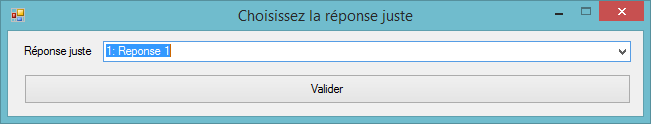 Choisissez la réponse juste
Réponse juste 1: Reponse 1
Valider